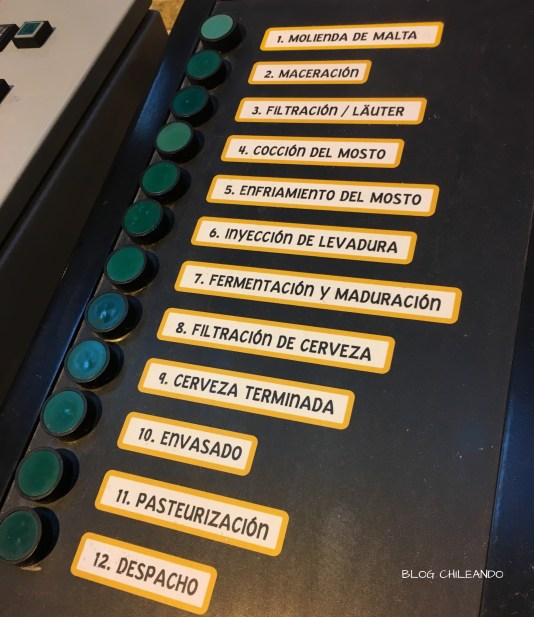 1. MOLIENDA DE MALTA
2. MACERACIÓN
3. FILTRACIÓN / LÄUTER
4. COCCIÓN DEL MOSTO
5. ENFRIAMIENTO DEL MOSTO
6. INYECCIÓN DE LEVADURA
7. FERMENTACIÓN Y MADURACIÓN
8. FILTRACIÓN DE CERVEZA
9. CERVEZA TERMINADA
10. ENVASADO
11. PASTEURIZACIÓN
12. DESPACHO
BLOG CHILEANDO